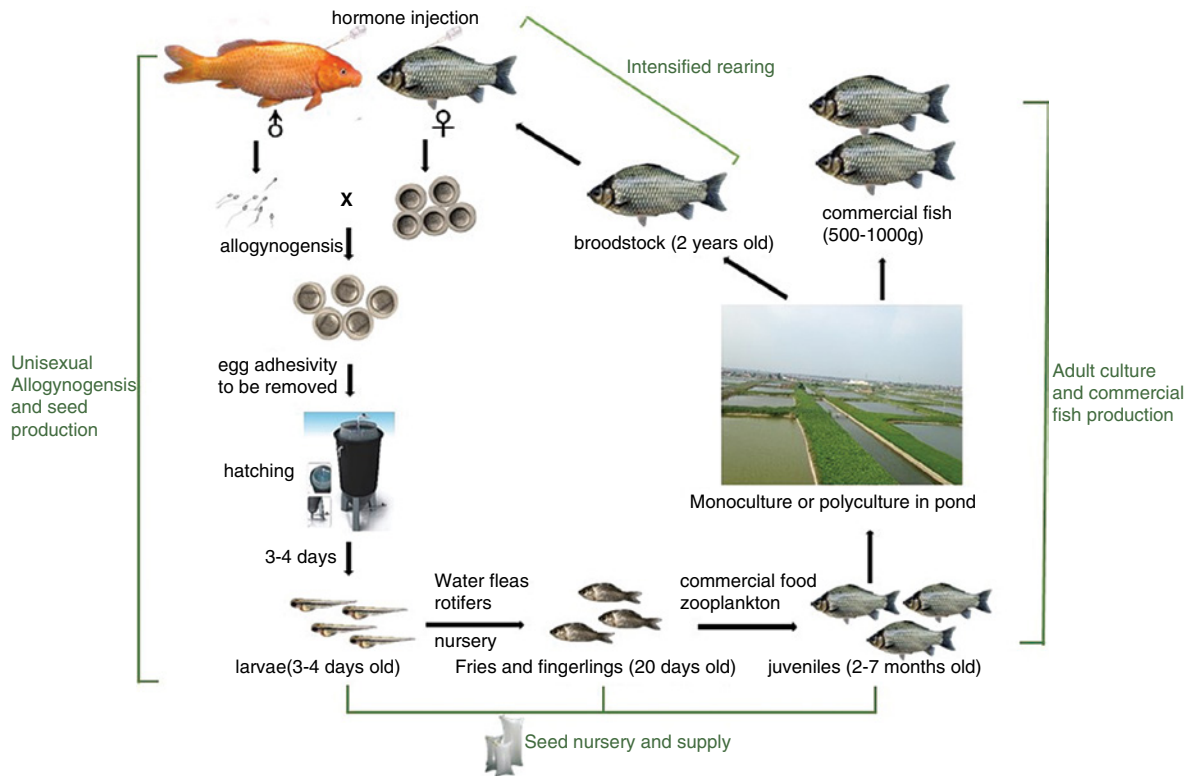 hormone injection
Intensified rearing
♂
♀
X
allogynogensis
broodstock (2 years old)
commercial fish
(500-1000g)
Unisexual
Allogynogensis
and seed
production
egg adhesivity
to be removed
Adult culture
and commercial
fish production
hatching
Monoculture or polyculture in pond
3-4 days
Water fleas
rotifers
nursery
commercial food
zooplankton
larvae(3-4 days old)
Fries and fingerlings (20 days old)
juveniles (2-7 months old)
Seed nursery and supply